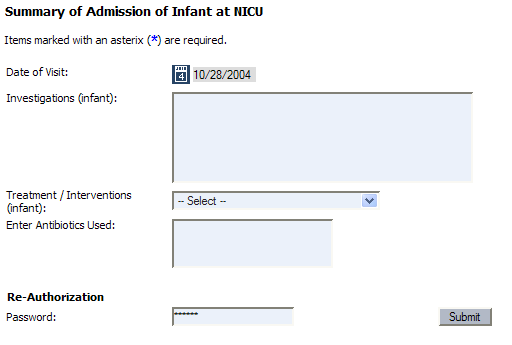 Summary of Admission of Infant at NICU
Items marked with an asterix (*) are required.
Date of Visit: 10/28/2004
Investigations (infant):
Treatment / Interventions
(infant): -- Select --
Enter Antibiotics Used:
Re-Authorization
Password: ****** Submit